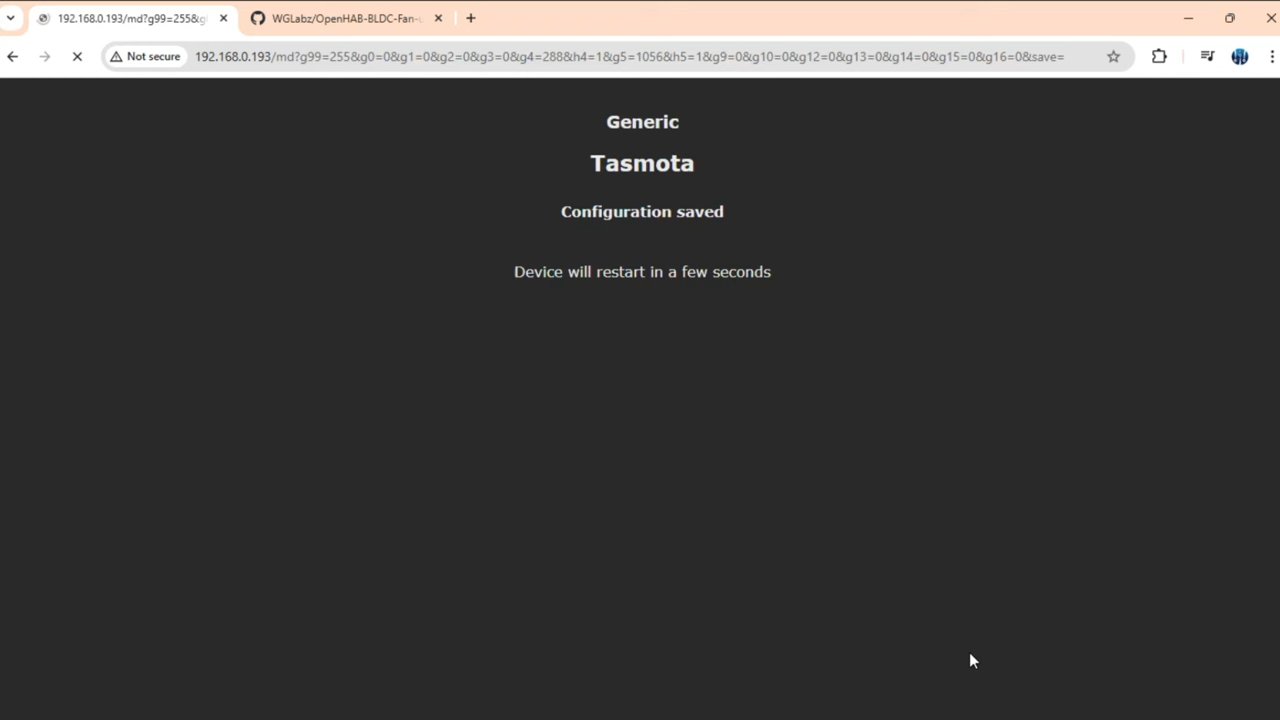 192.168.0.193/md?g99=255&g
WGLabz/OpenHAB-BLDC-Fan-u
Not secure
192.168.0.193/md?g99=255&g0=0&g1=0&g2=0&g3=0&g4=288&h4=1&g5=1056&h5=1&g9=0&g10=0&g12=0&g13=0&g14=0&g15=0&g16=0&save=
Generic
Tasmota
Configuration saved
Device will restart in a few seconds